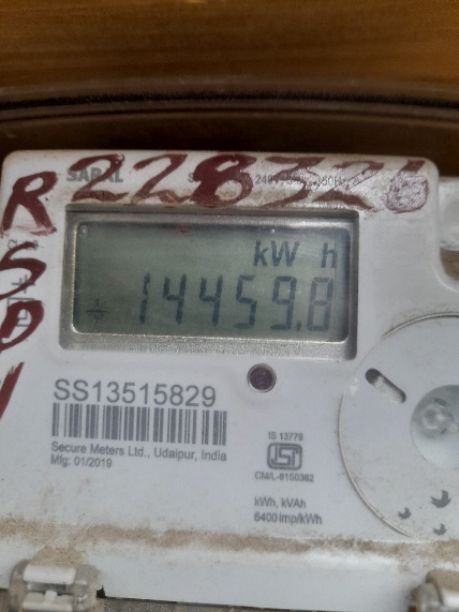 SARAL
228326
R
S
D
kW h
14459.8
SS13515829
Secure Meters Ltd., Udaipur, India
Mfg: 01/2019
IS 13779
ISI
CM/L-8150362
kWh, kVAh
6400 imp/kWh